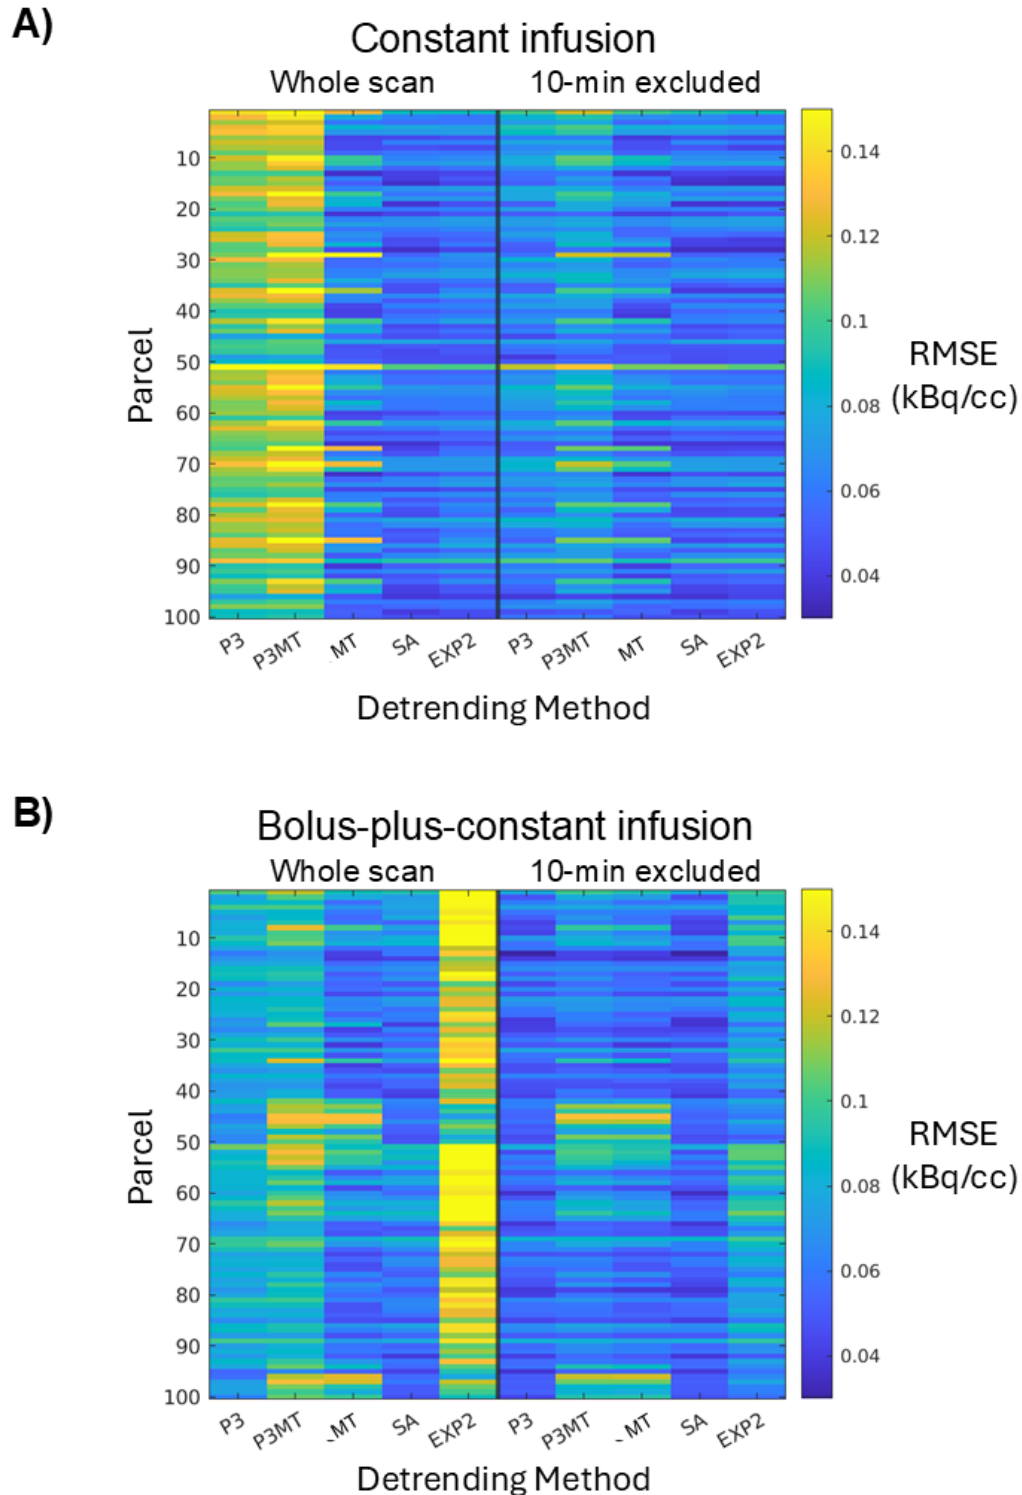 A)
Constant infusion
Whole scan 10-min excluded
10
20
30
40
50
60
70
80
90
100
Parcel
P3 P3MT MT SA EXP2 P3 P3MT MT SA EXP2
Detrending Method
0.14
0.12
0.1
0.08
0.06
0.04
RMSE
(kBq/cc)
B)
Bolus-plus-constant infusion
Whole scan 10-min excluded
10
20
30
40
50
60
70
80
90
100
Parcel
P3 P3MT MT SA EXP2 P3 P3MT MT SA EXP2
Detrending Method
0.14
0.12
0.1
0.08
0.06
0.04
RMSE
(kBq/cc)